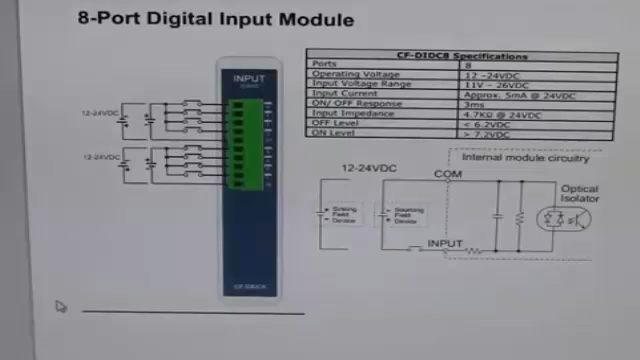 8-Port Digital Input Module
CF-DIDC8 Specifications
Ports 8
Operating Voltage 12 ~24VDC
Input Voltage Range 11V ~ 26VDC
Input Current Approx. 5mA @ 24VDC
ON/ OFF Response 3ms
Input Impedance 4.7KΩ @ 24VDC
OFF Level < 6.2VDC
ON Level > 7.2VDC
INPUT
12-24VDC
12-24VDC
12-24VDC
Internal module circuitry
COM
Optical
Isolator
Sinking
Field
Device
Sourcing
Field
Device
INPUT